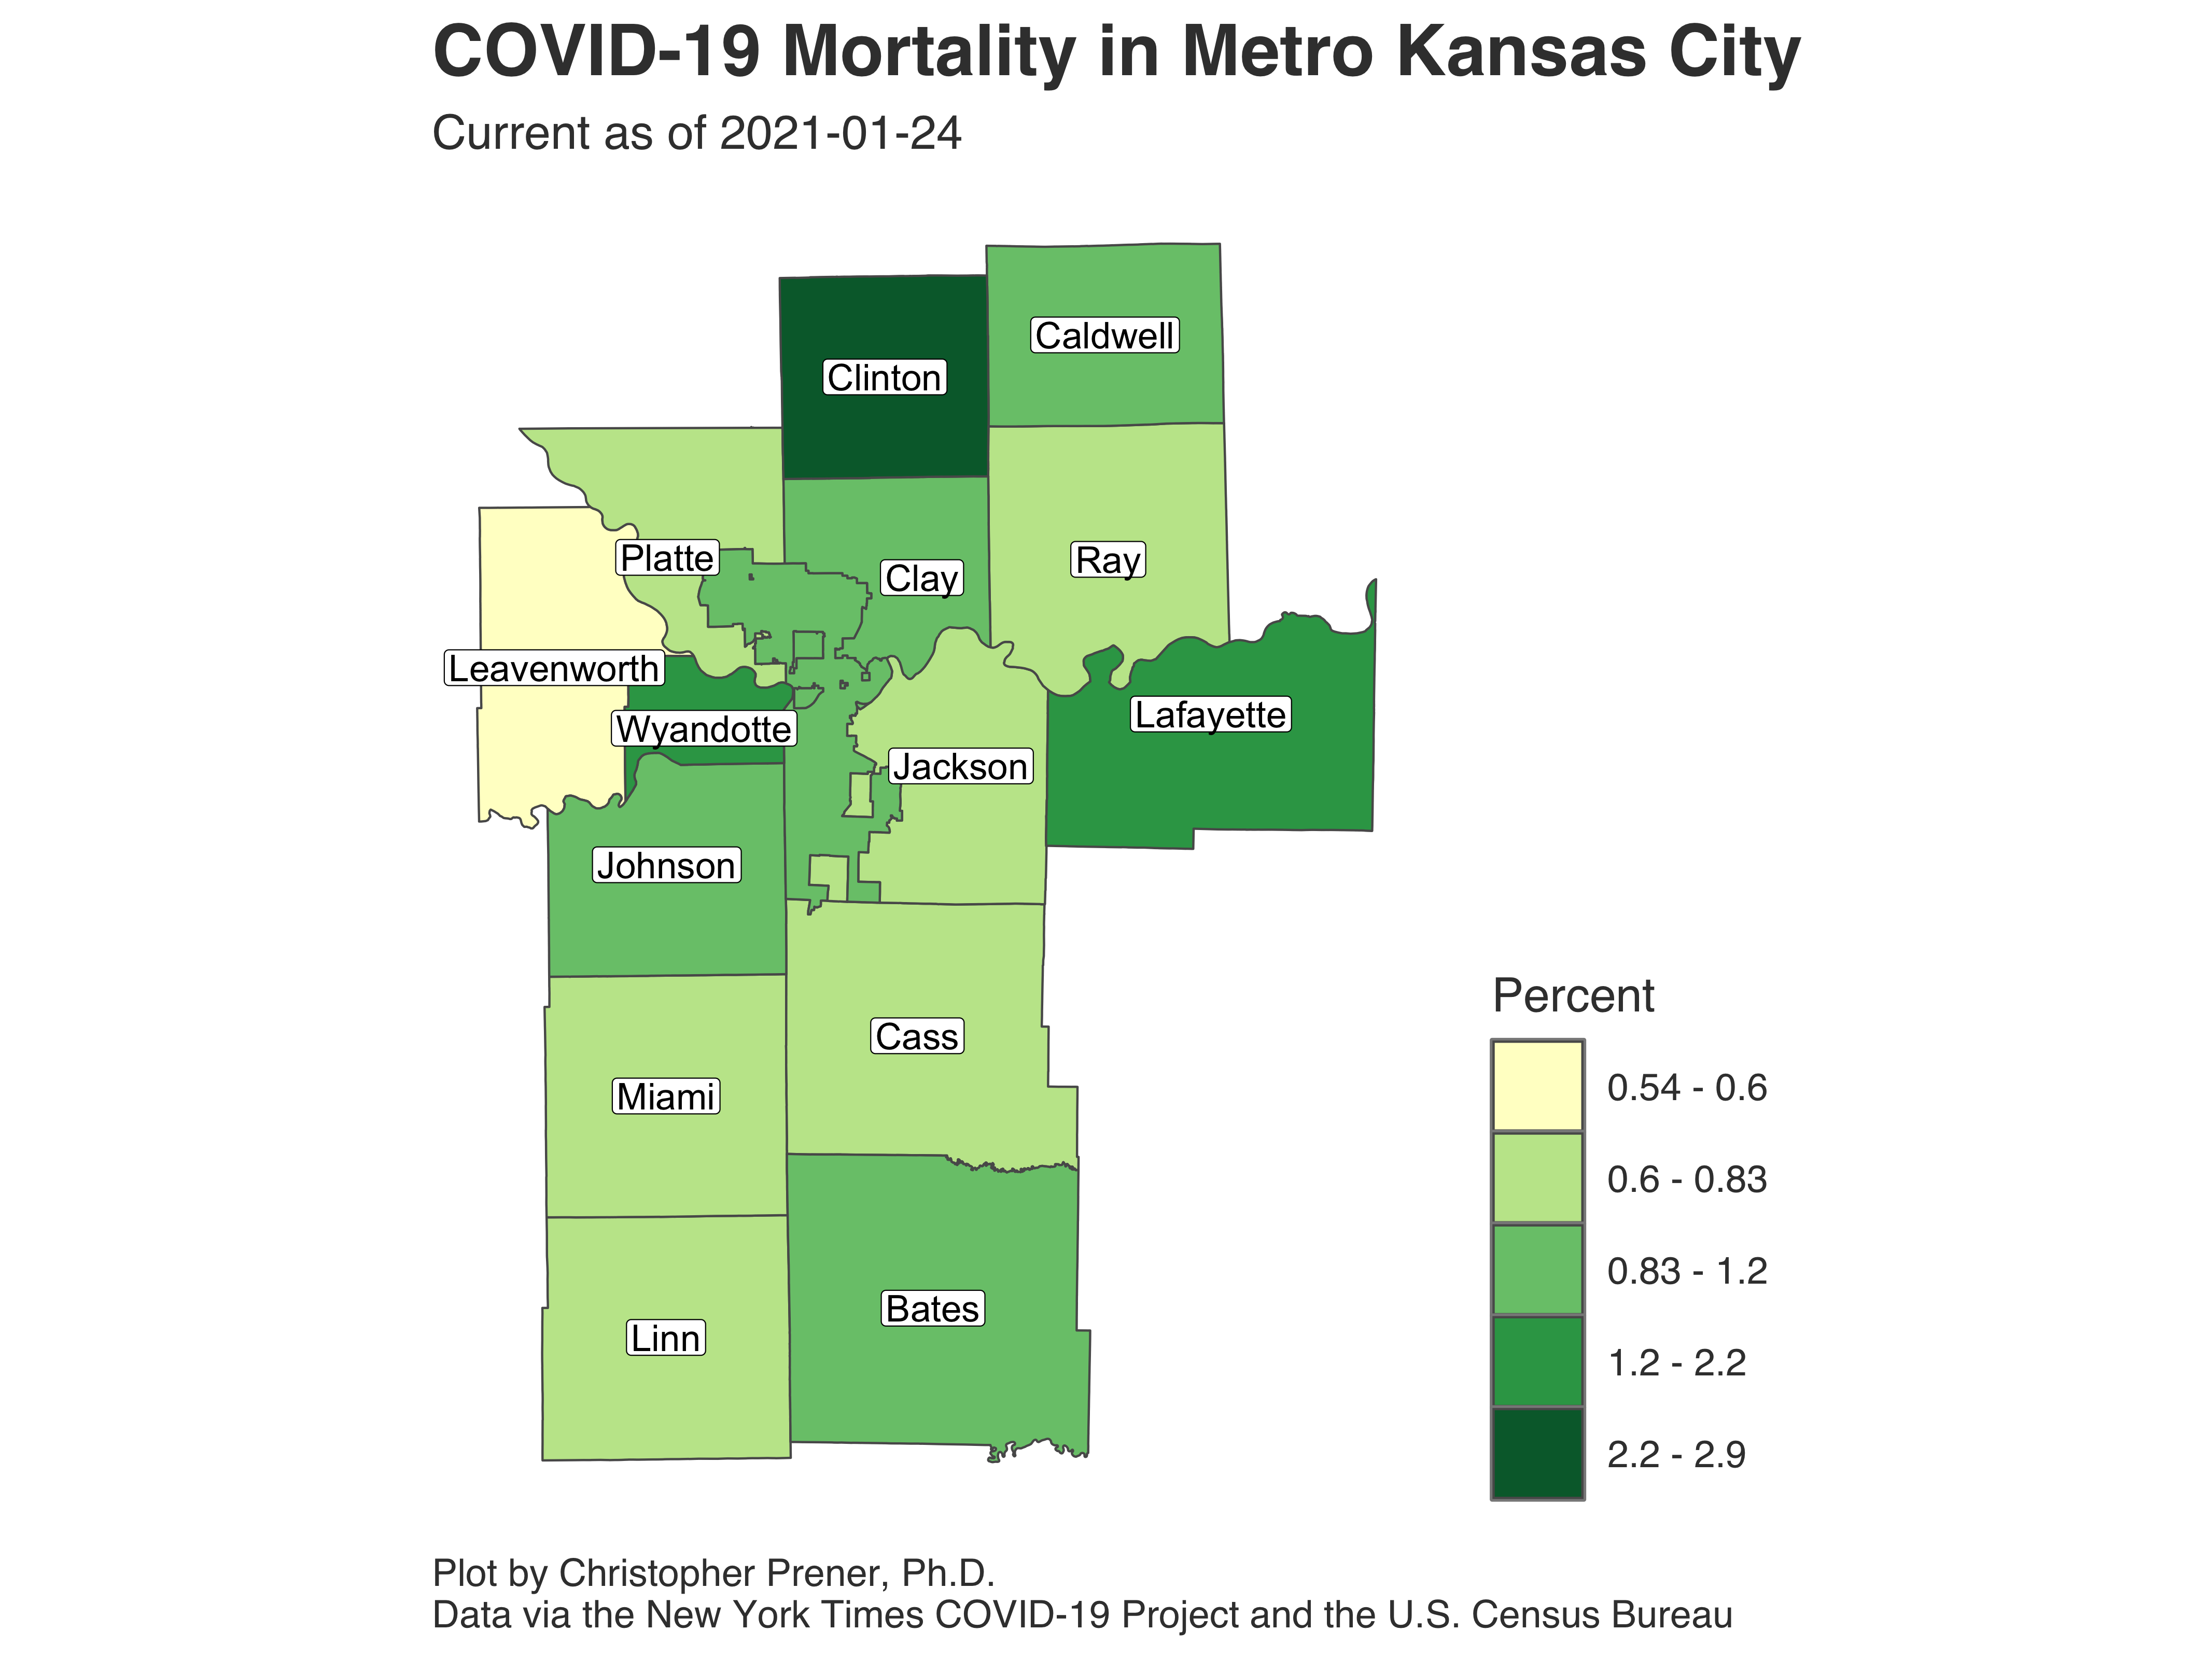 COVID-19 Mortality in Metro Kansas City
Current as of 2021-01-24
Caldwell
Clinton
Platte
Clay
Ray
Leavenworth
Wyandotte
Lafayette
Jackson
Johnson
Cass
Miami
Bates
Linn
Percent
0.54 - 0.6
0.6 - 0.83
0.83 - 1.2
1.2 - 2.2
2.2 - 2.9
Plot by Christopher Prener, Ph.D.
Data via the New York Times COVID-19 Project and the U.S. Census Bureau